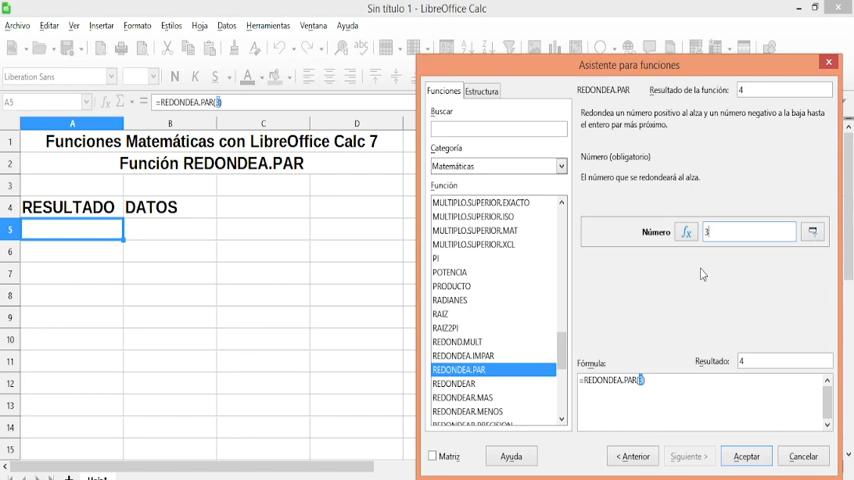 Sin título 1 - LibreOffice Calc
Archivo Editar Ver Insertar Formato Estilos Hoja Datos Herramientas Ventana Ayuda
Liberation Sans
A5
=REDONDEA.PAR(3)
A B C D
1 Funciones Matemáticas con LibreOffice Calc 7
2 Función REDONDEA.PAR
3
4 RESULTADO DATOS
5
6
7
8
9
10
11
12
13
14
15
Hoja1
Asistente para funciones
Funciones Estructura
Buscar
Categoría
Matemáticas
Función
MULTIPLO.SUPERIOR.EXACTO
MULTIPLO.SUPERIOR.ISO
MULTIPLO.SUPERIOR.MAT
MULTIPLO.SUPERIOR.XCL
PI
POTENCIA
PRODUCTO
RADIANES
RAIZ
RAIZ2PI
REDOND.MULT
REDONDEA.IMPAR
REDONDEA.PAR
REDONDEAR
REDONDEAR.MAS
REDONDEAR.MENOS
REDONDEAR.PRECISION
REDONDEA.PAR Resultado de la función: 4
Redondea un número positivo al alza y un número negativo a la baja hasta
el entero par más próximo.
Número (obligatorio)
El número que se redondeará al alza.
Número fx 3
Fórmula: Resultado: 4
=REDONDEA.PAR(3)
Matriz Ayuda < Anterior Siguiente > Aceptar Cancelar